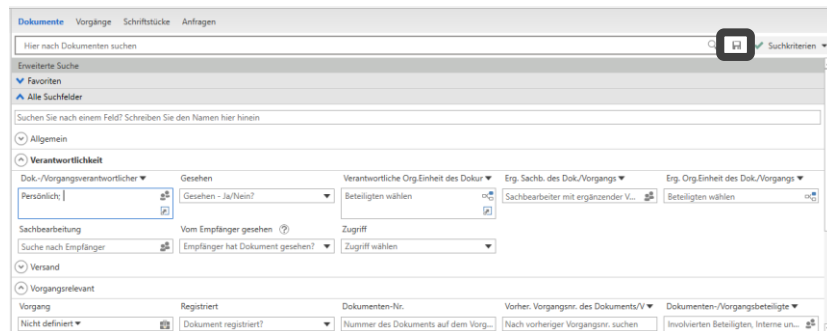 Dokumente Vorgänge Schriftstücke Anfragen
Hier nach Dokumenten suchen Suchkriterien
Erweiterte Suche
Favoriten
Alle Suchfelder
Suchen Sie nach einem Feld? Schreiben Sie den Namen hier hinein
Allgemein
Verantwortlichkeit
Dok.-/Vorgangsverantwortlicher Gesehen Verantwortliche Org.Einheit des Dokur Erg. Sachb. des Dok./Vorgangs Erg. Org.Einheit des Dok./Vorgangs
Persönlich; Gesehen - Ja/Nein? Beteiligten wählen Sachbearbeiter mit ergänzender V... Beteiligten wählen
Sachbearbeitung Vom Empfänger gesehen ? Zugriff
Suche nach Empfänger Empfänger hat Dokument gesehen? Zugriff wählen
Versand
Vorgangsrelevant
Vorgang Registriert Dokumenten-Nr. Vorher. Vorgangsnr. des Dokuments/V Dokumenten-/Vorgangsbeteiligte
Nicht definiert Dokument registriert? Nummer des Dokuments auf dem Vorg... Nach vorheriger Vorgangsnr. suchen Involvierten Beteiligten, Interne un...